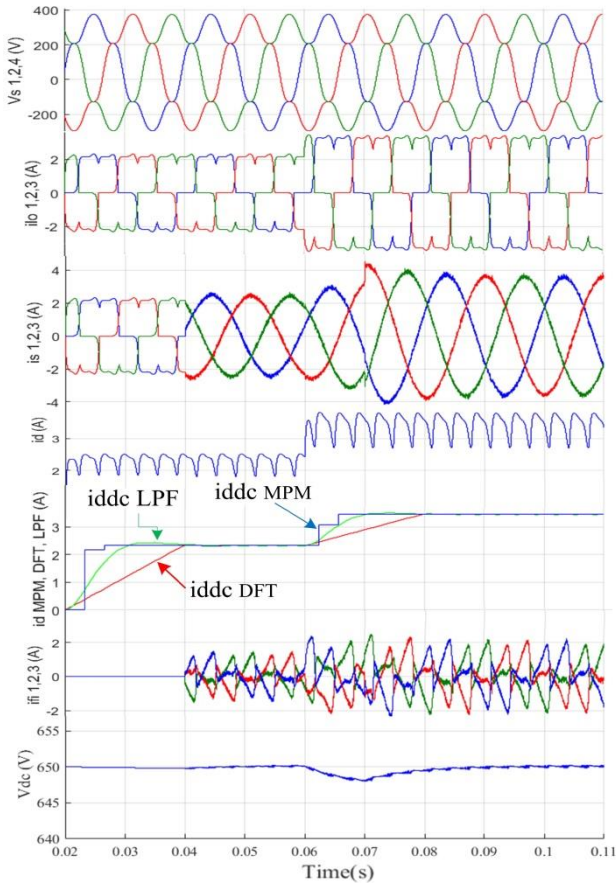 400
200
0
-200
Vs 1,2,4 (V)
2
0
-2
ilo 1,2,3 (A)
4
2
0
-2
-4
is 1,2,3 (A)
3
2
id (A)
iddc LPF
iddc MPM
iddc DFT
3
2
1
0
id MPM, DFT, LPF (A)
2
0
-2
ifi 1,2,3 (A)
655
650
645
640
Vdc (V)
0.02 0.03 0.04 0.05 0.06 0.07 0.08 0.09 0.1 0.11
Time(s)